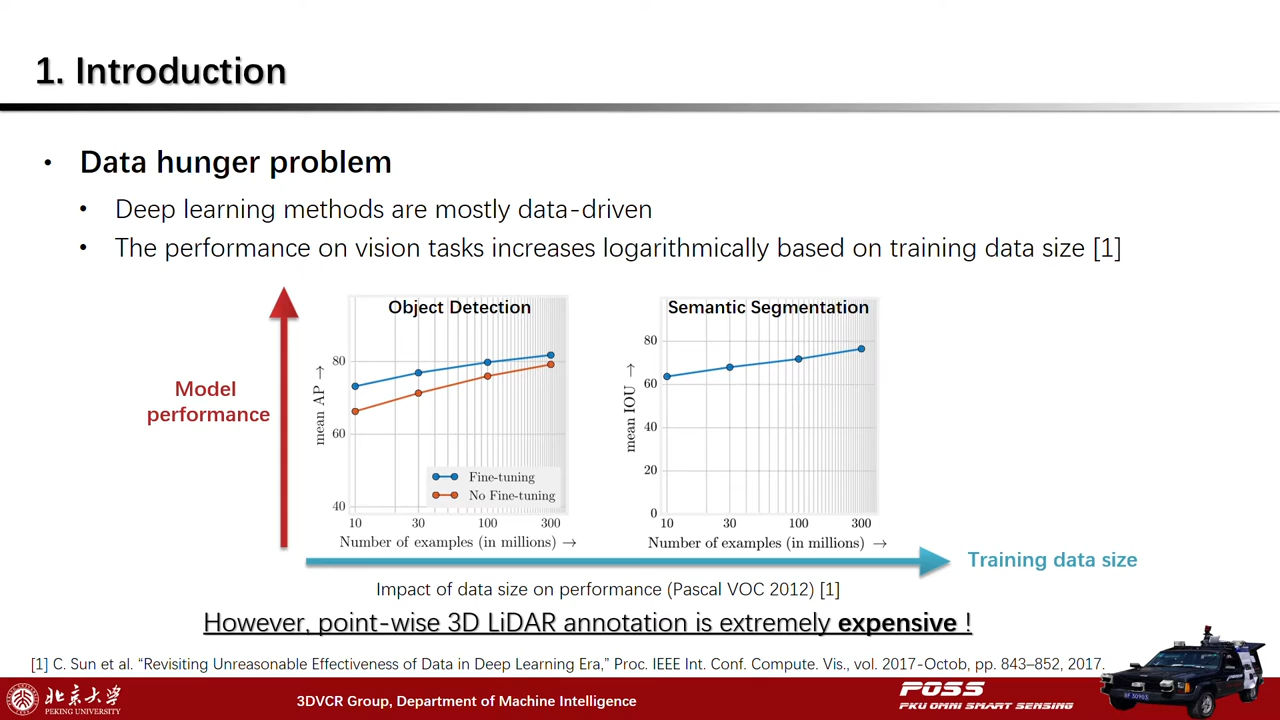 1. Introduction
• Data hunger problem
• Deep learning methods are mostly data-driven
• The performance on vision tasks increases logarithmically based on training data size [1]
Model
performance
Object Detection
mean AP →
80
60
40
10 30 100 300
Number of examples (in millions) →
Fine-tuning
No Fine-tuning
Semantic Segmentation
mean IOU →
80
60
40
20
0
10 30 100 300
Number of examples (in millions) →
Training data size
Impact of data size on performance (Pascal VOC 2012) [1]
However, point-wise 3D LiDAR annotation is extremely expensive !
[1] C. Sun et al. “Revisiting Unreasonable Effectiveness of Data in Deep Learning Era,” Proc. IEEE Int. Conf. Compute. Vis., vol. 2017-Octob, pp. 843–852, 2017.
北京大学
PEKING UNIVERSITY
3DVCR Group, Department of Machine Intelligence
POSS
PKU OMNI SMART SENSING